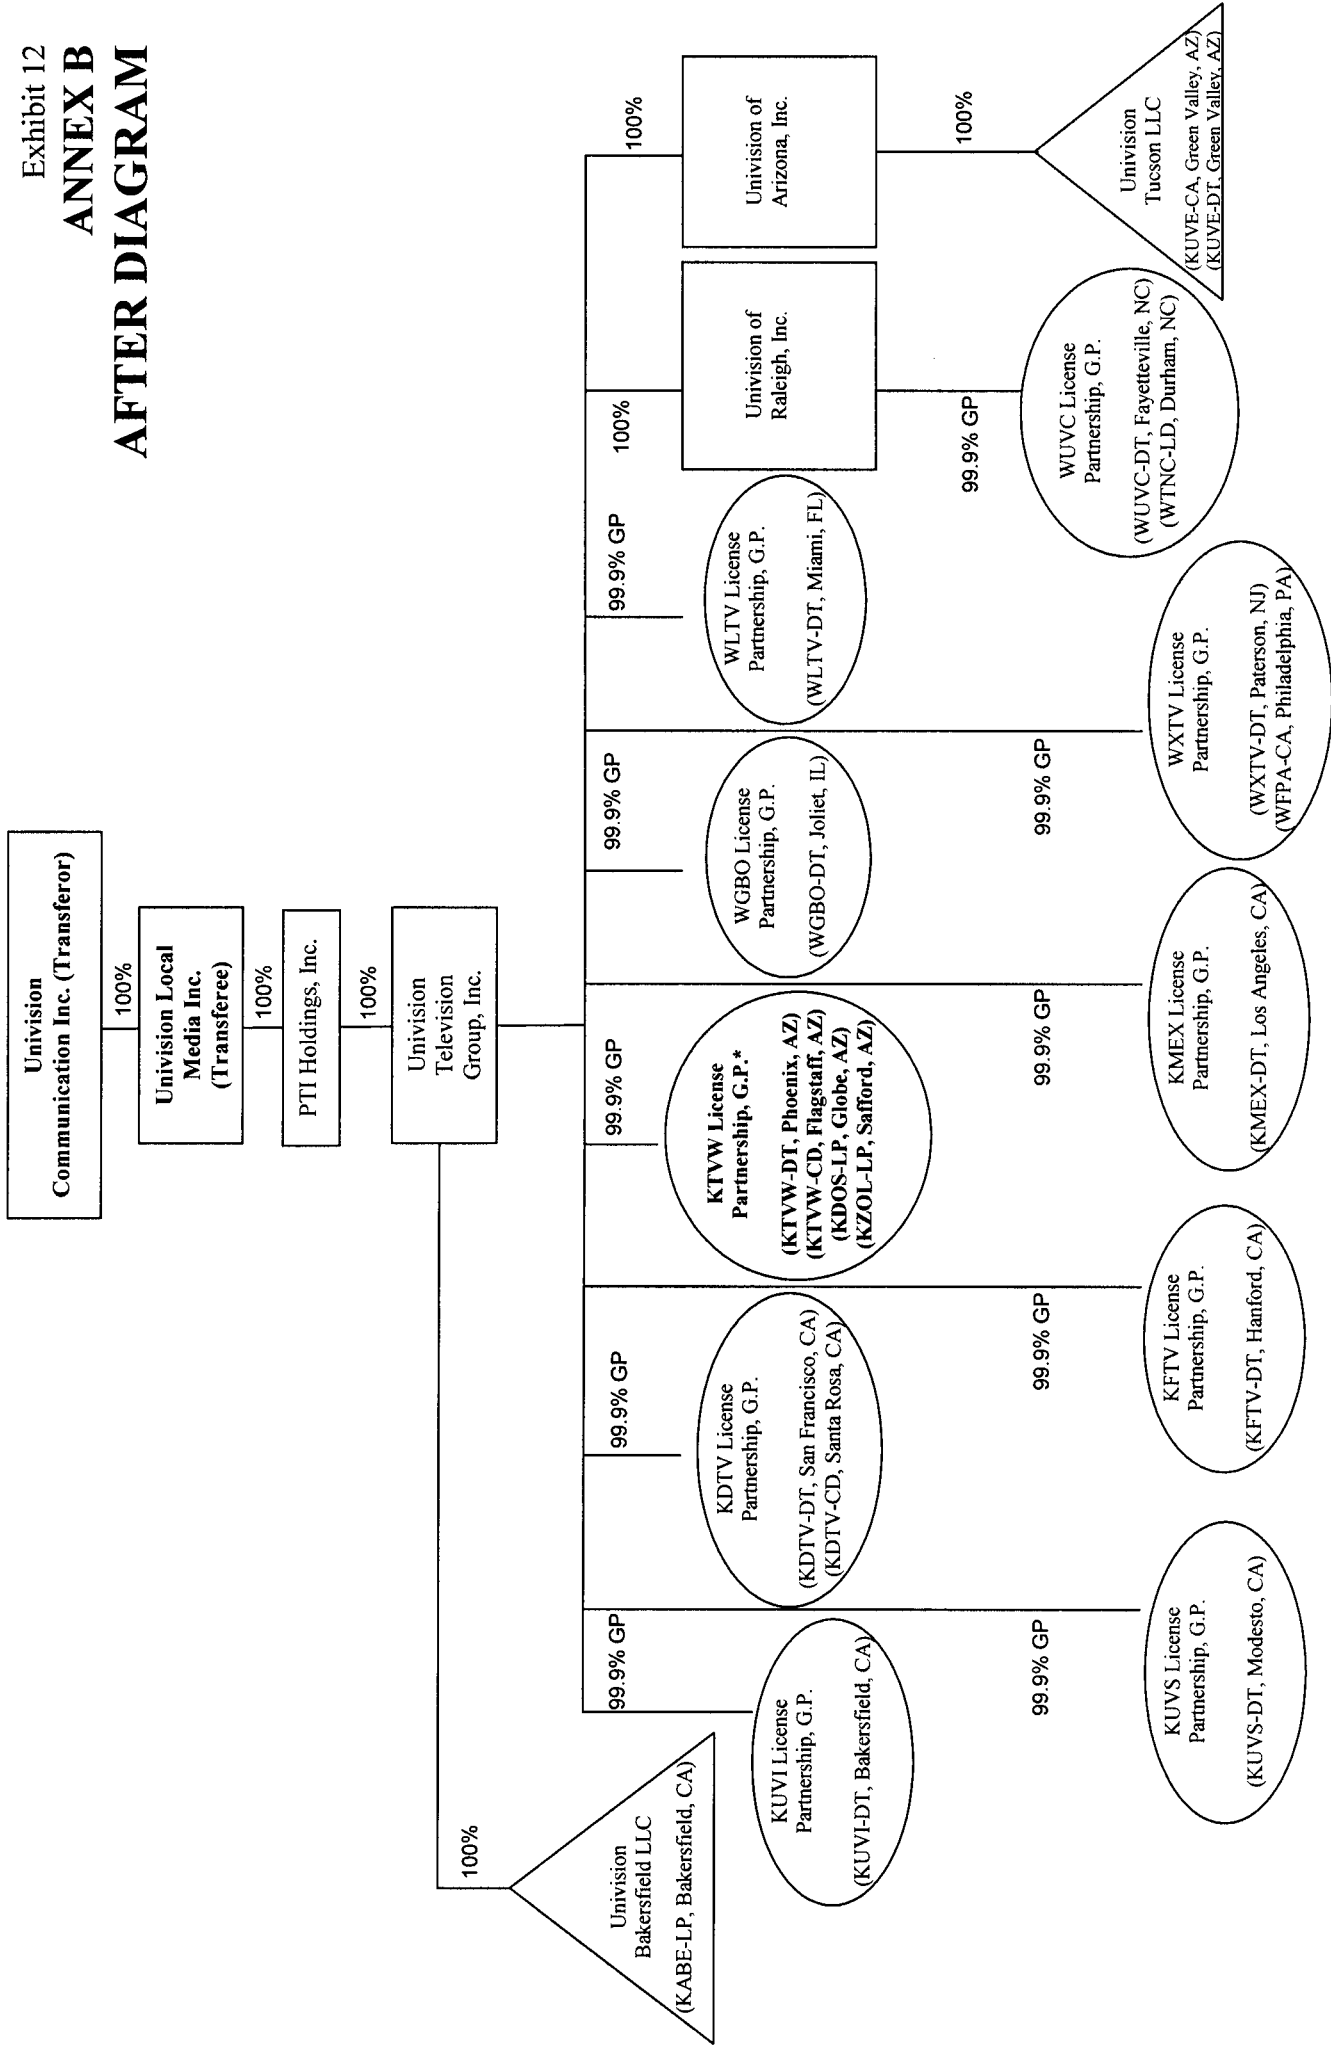 Exhibit 12
ANNEX B
AFTER DIAGRAM
Univision
Communication Inc. (Transferor)
100%
Univision Local
Media Inc.
(Transferee)
100%
PTI Holdings, Inc.
100%
Univision
Television
Group, Inc.
100%
Univision
Bakersfield LLC
(KABE-LP, Bakersfield, CA)
99.9% GP
KUVI License
Partnership, G.P.
(KUVI-DT, Bakersfield, CA)
99.9% GP
KUVS License
Partnership, G.P.
(KUVS-DT, Modesto, CA)
99.9% GP
KDTV License
Partnership, G.P.
(KDTV-DT, San Francisco, CA)
(KDTV-CD, Santa Rosa, CA)
99.9% GP
KFTV License
Partnership, G.P.
(KFTV-DT, Hanford, CA)
99.9% GP
KTVW License
Partnership, G.P.*
(KTVW-DT, Phoenix, AZ)
(KTVW-CD, Flagstaff, AZ)
(KDOS-LP, Globe, AZ)
(KZOL-LP, Safford, AZ)
99.9% GP
KMEX License
Partnership, G.P.
(KMEX-DT, Los Angeles, CA)
99.9% GP
WGBO License
Partnership, G.P.
(WGBO-DT, Joliet, IL)
99.9% GP
WXTV License
Partnership, G.P.
(WXTV-DT, Paterson, NJ)
(WFPA-CA, Philadelphia, PA)
99.9% GP
WLTV License
Partnership, G.P.
(WLTV-DT, Miami, FL)
100%
Univision of
Raleigh, Inc.
99.9% GP
WUVC License
Partnership, G.P.
(WUVC-DT, Fayetteville, NC)
(WTNC-LD, Durham, NC)
100%
Univision of
Arizona, Inc.
100%
Univision
Tucson LLC
(KUVE-CA, Green Valley, AZ)
(KUVE-DT, Green Valley, AZ)